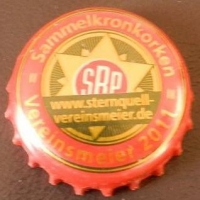 Sammelkronkorken
SBP
www.sternquell-
vereinsmeier.de
Vereinsmeier 2011